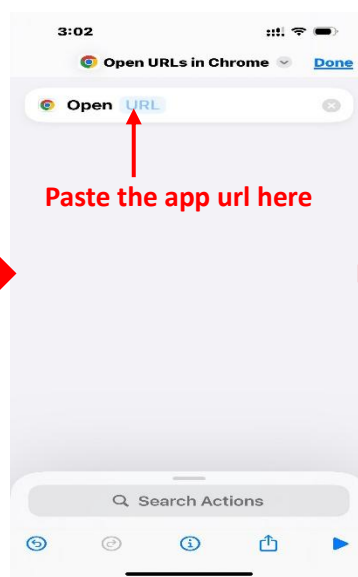 3:02
Open URLs in Chrome
Done
Open URL
Paste the app url here
Search Actions